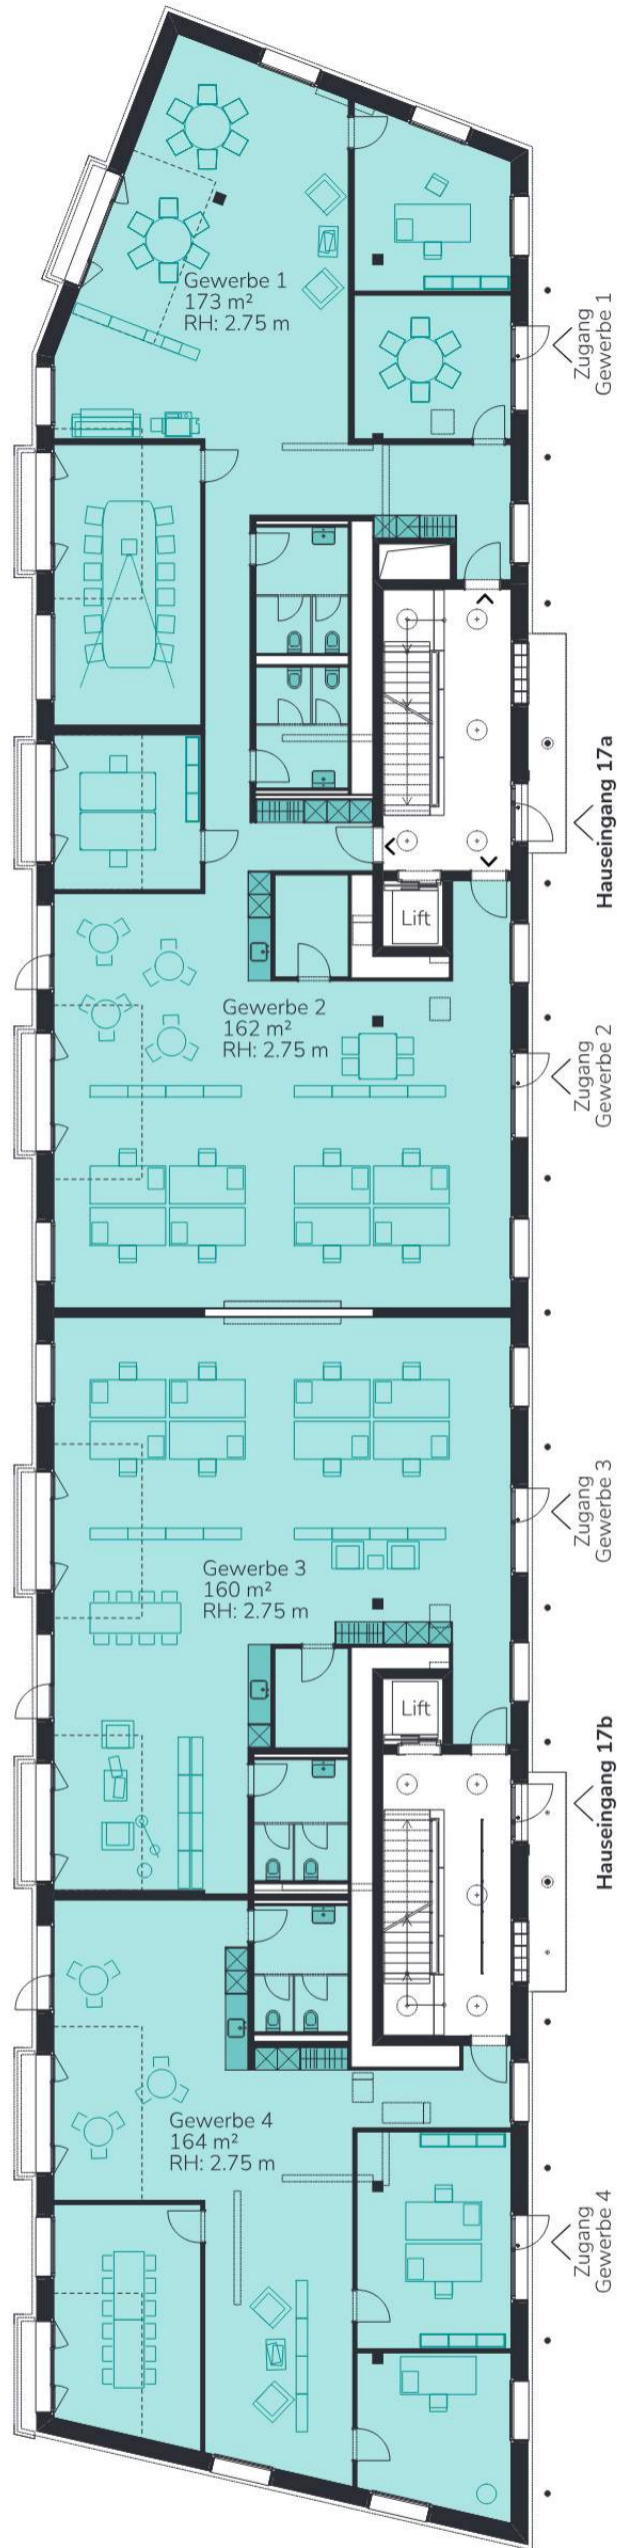 Gewerbe 1
173 m²
RH: 2.75 m
Zugang
Gewerbe 1
Hauseingang 17a
Lift
Gewerbe 2
162 m²
RH: 2.75 m
Zugang
Gewerbe 2
Gewerbe 3
160 m²
RH: 2.75 m
Zugang
Gewerbe 3
Lift
Hauseingang 17b
Gewerbe 4
164 m²
RH: 2.75 m
Zugang
Gewerbe 4